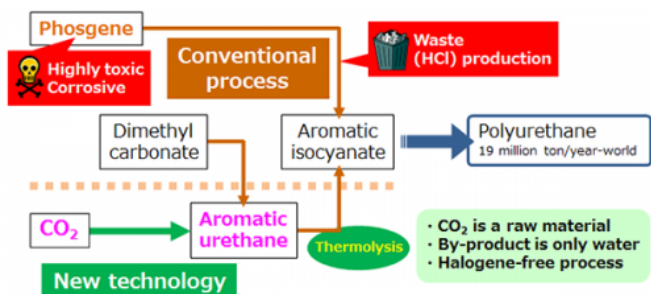 Phosgene
Highly toxic
Corrosive
Conventional
process
Waste
(HCl) production
Dimethyl
carbonate
Aromatic
isocyanate
Polyurethane
19 million ton/year-world
CO₂
Aromatic
urethane
Thermolysis
New technology
· CO₂ is a raw material
· By-product is only water
· Halogene-free process